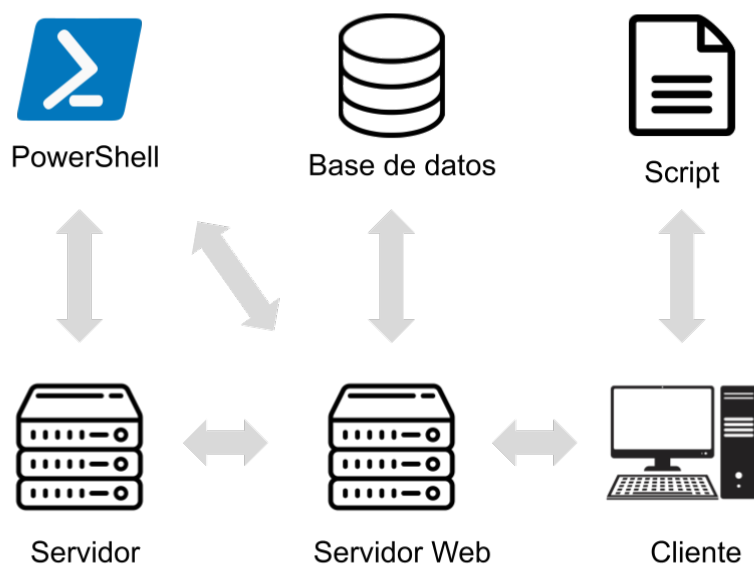 PowerShell
Base de datos
Script
Servidor
Servidor Web
Cliente